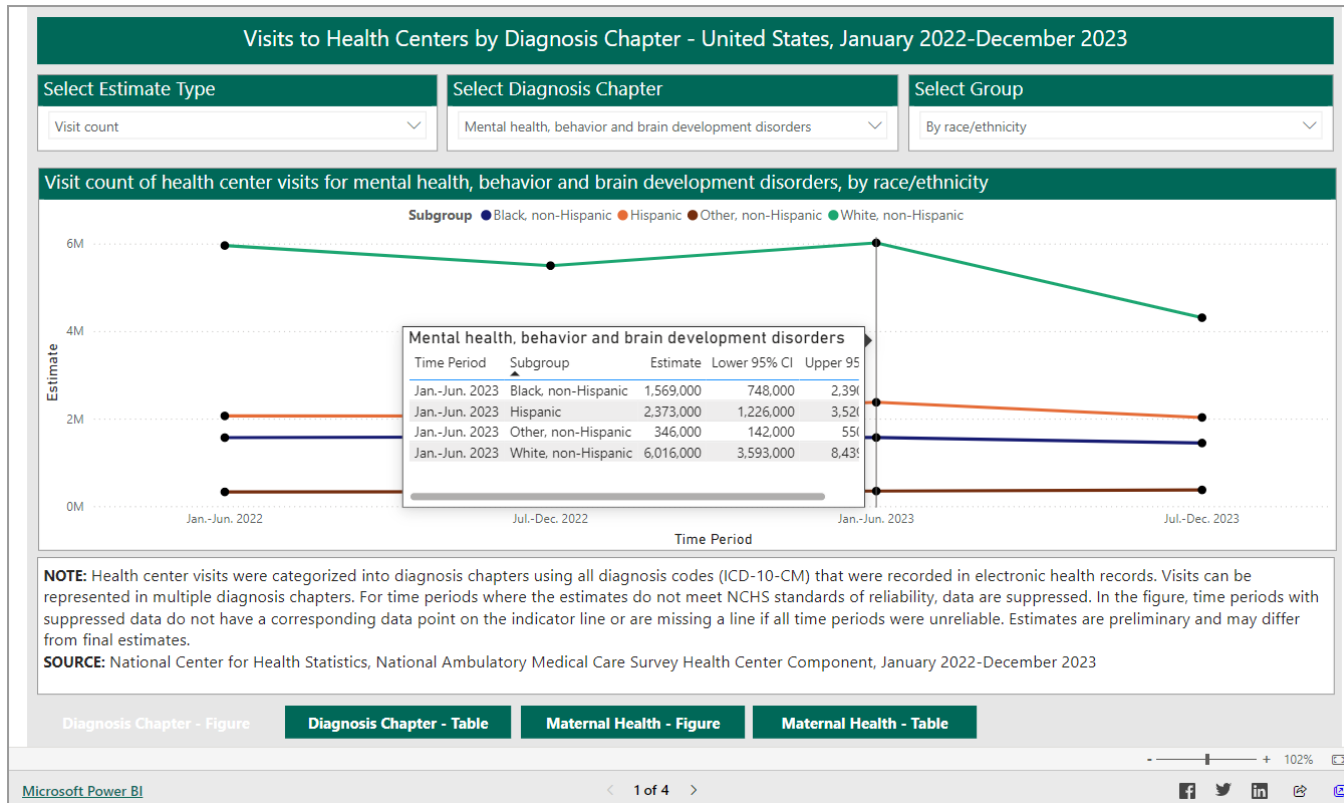 Visits to Health Centers by Diagnosis Chapter - United States, January 2022-December 2023
Select Estimate Type
Visit count
Select Diagnosis Chapter
Mental health, behavior and brain development disorders
Select Group
By race/ethnicity
Visit count of health center visits for mental health, behavior and brain development disorders, by race/ethnicity
Subgroup Black, non-Hispanic Hispanic Other, non-Hispanic White, non-Hispanic
6M
4M
2M
0M
Estimate
Mental health, behavior and brain development disorders
Time Period Subgroup Estimate Lower 95% CI Upper 95
Jan.-Jun. 2023 Black, non-Hispanic 1,569,000 748,000 2,390
Jan.-Jun. 2023 Hispanic 2,373,000 1,226,000 3,520
Jan.-Jun. 2023 Other, non-Hispanic 346,000 142,000 550
Jan.-Jun. 2023 White, non-Hispanic 6,016,000 3,593,000 8,439
Jan.-Jun. 2022 Jul.-Dec. 2022 Jan.-Jun. 2023 Jul.-Dec. 2023
Time Period
NOTE: Health center visits were categorized into diagnosis chapters using all diagnosis codes (ICD-10-CM) that were recorded in electronic health records. Visits can be
represented in multiple diagnosis chapters. For time periods where the estimates do not meet NCHS standards of reliability, data are suppressed. In the figure, time periods with
suppressed data do not have a corresponding data point on the indicator line or are missing a line if all time periods were unreliable. Estimates are preliminary and may differ
from final estimates.
SOURCE: National Center for Health Statistics, National Ambulatory Medical Care Survey Health Center Component, January 2022-December 2023
Diagnosis Chapter - Figure
Diagnosis Chapter - Table
Maternal Health - Figure
Maternal Health - Table
- + 102%
Microsoft Power BI
< 1 of 4 >